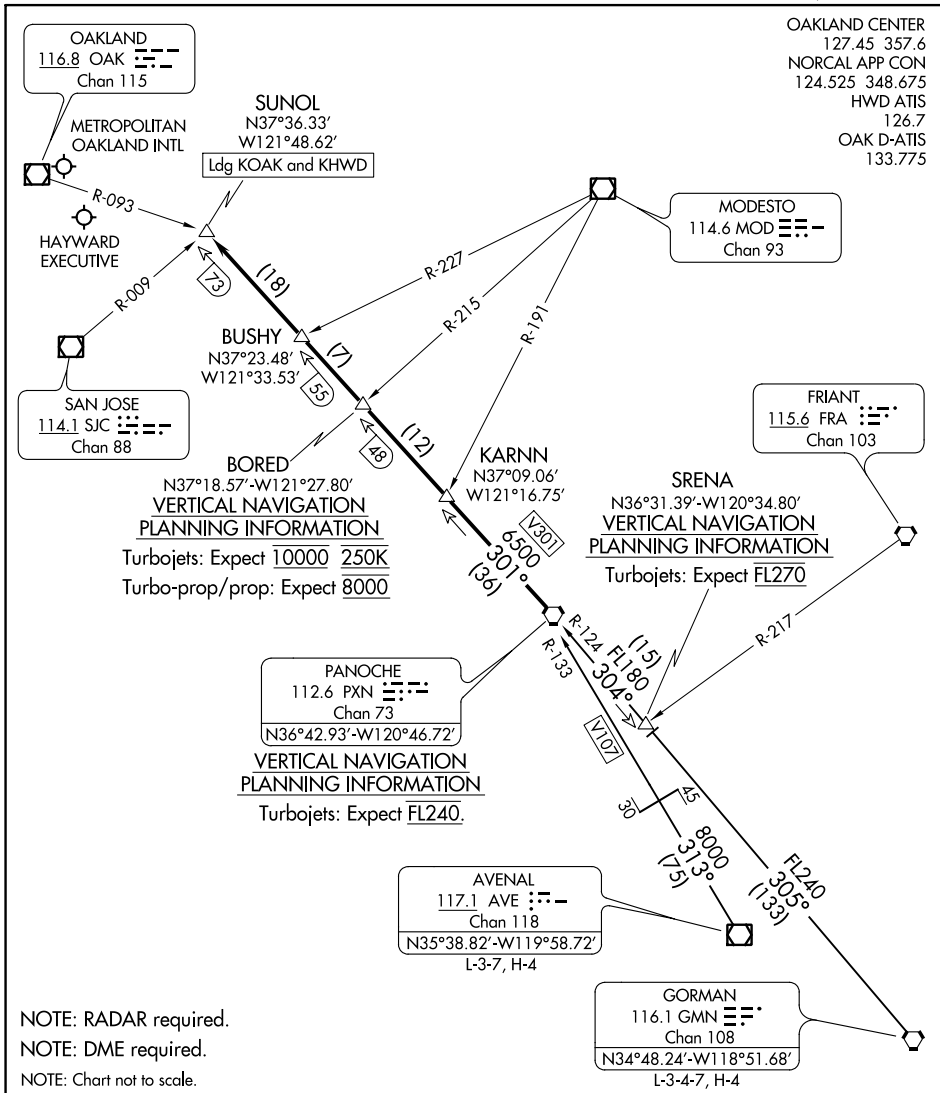 OAKLAND CENTER
127.45 357.6
NORCAL APP CON
124.525 348.675
HWD ATIS
126.7
OAK D-ATIS
133.775
OAKLAND
116.8 OAK
Chan 115
METROPOLITAN
OAKLAND INTL
SUNOL
N37°36.33'
W121°48.62'
Ldg KOAK and KHWD
R-093
HAYWARD
EXECUTIVE
R-009
73
(18)
MODESTO
114.6 MOD
Chan 93
R-227
R-215
R-191
BUSHY
N37°23.48'
W121°33.53'
(7)
55
SAN JOSE
114.1 SJC
Chan 88
48
(12)
BORED
N37°18.57'-W121°27.80'
VERTICAL NAVIGATION
PLANNING INFORMATION
Turbojets: Expect 10000 250K
Turbo-prop/prop: Expect 8000
KARNN
N37°09.06'
W121°16.75'
FRIANT
115.6 FRA
Chan 103
SRENA
N36°31.39'-W120°34.80'
VERTICAL NAVIGATION
PLANNING INFORMATION
Turbojets: Expect FL270
V301
6500
301°
(36)
R-217
R-124
R-133
(15)
FL180
304°
V107
PANOCHE
112.6 PXN
Chan 73
N36°42.93'-W120°46.72'
VERTICAL NAVIGATION
PLANNING INFORMATION
Turbojets: Expect FL240.
30
45
8000
313°
(75)
FL240
305°
(133)
AVENAL
117.1 AVE
Chan 118
N35°38.82'-W119°58.72'
L-3-7, H-4
GORMAN
116.1 GMN
Chan 108
N34°48.24'-W118°51.68'
L-3-4-7, H-4
NOTE: RADAR required.
NOTE: DME required.
NOTE: Chart not to scale.